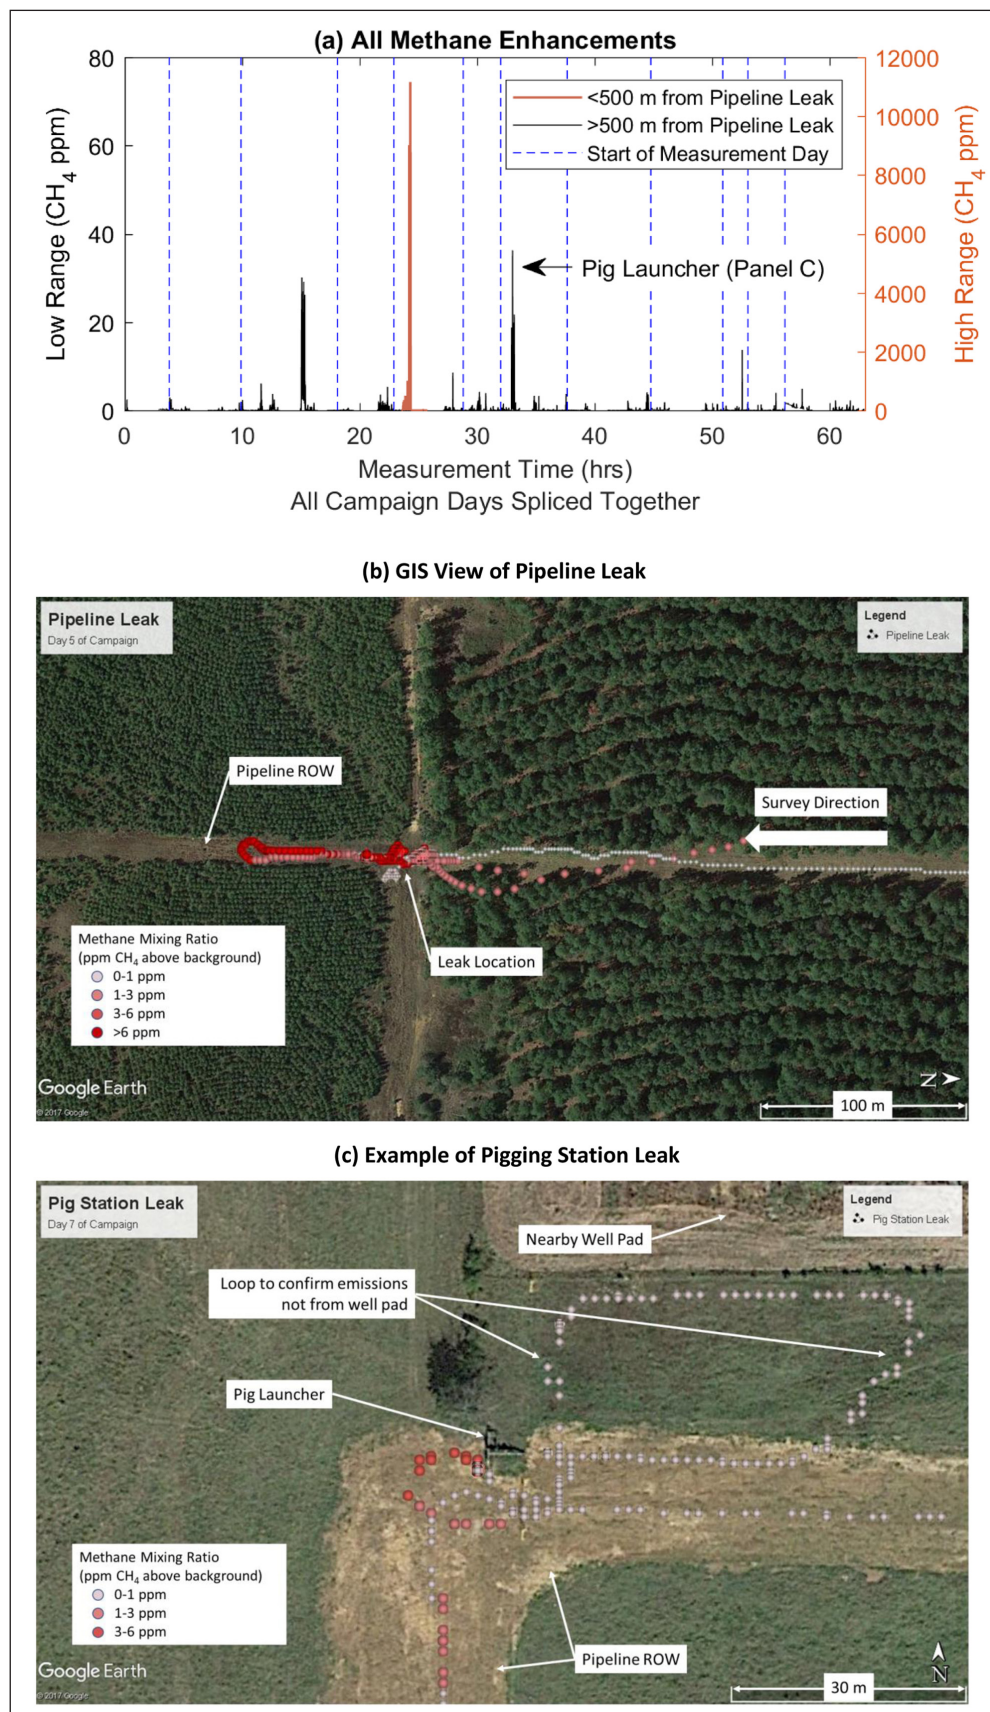 (a) All Methane Enhancements
80
60
40
20
0
Low Range (CH4 ppm)
12000
10000
8000
6000
4000
2000
0
High Range (CH4 ppm)
<500 m from Pipeline Leak
>500 m from Pipeline Leak
Start of Measurement Day
Pig Launcher (Panel C)
0 10 20 30 40 50 60
Measurement Time (hrs)
All Campaign Days Spliced Together
(b) GIS View of Pipeline Leak
Pipeline Leak
Day 5 of Campaign
Legend
Pipeline Leak
Pipeline ROW
Survey Direction
Leak Location
Methane Mixing Ratio
(ppm CH4 above background)
0-1 ppm
1-3 ppm
3-6 ppm
>6 ppm
Google Earth
© 2017 Google
N
100 m
(c) Example of Pigging Station Leak
Pig Station Leak
Day 7 of Campaign
Legend
Pig Station Leak
Nearby Well Pad
Loop to confirm emissions
not from well pad
Pig Launcher
Methane Mixing Ratio
(ppm CH4 above background)
0-1 ppm
1-3 ppm
3-6 ppm
Pipeline ROW
Google Earth
© 2017 Google
N
30 m